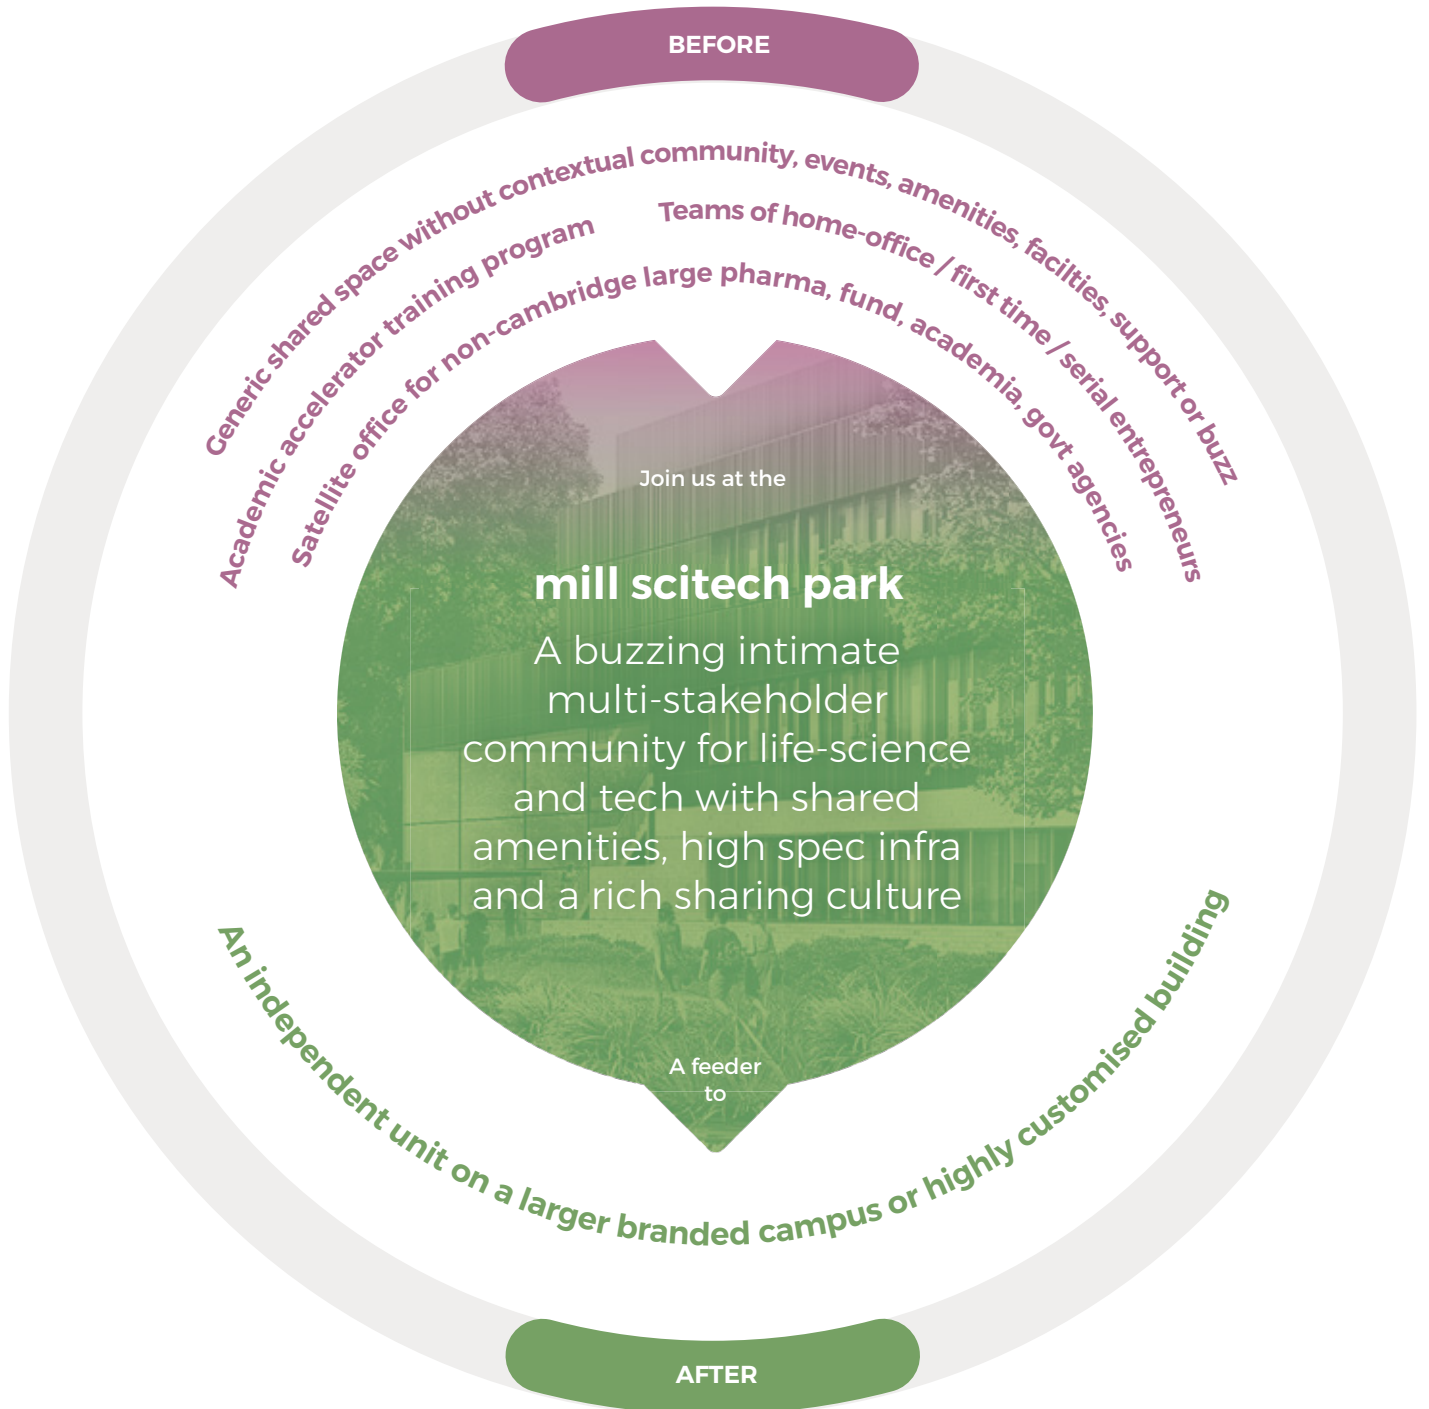 BEFORE
Generic shared space without contextual community, events, amenities, facilties, support or buzz
Academic accelerator training program
Teams of home-office / first time / serial entrepreneurs
Satellite office for non-cambridge large pharma, fund, academia, govt agencies
Join us at the
mill scitech park
A buzzing intimate
multi-stakeholder
community for life-science
and tech with shared
amenities, high spec infra
and a rich sharing culture
A feeder
to
An independent unit on a larger branded campus or highly customised building
AFTER